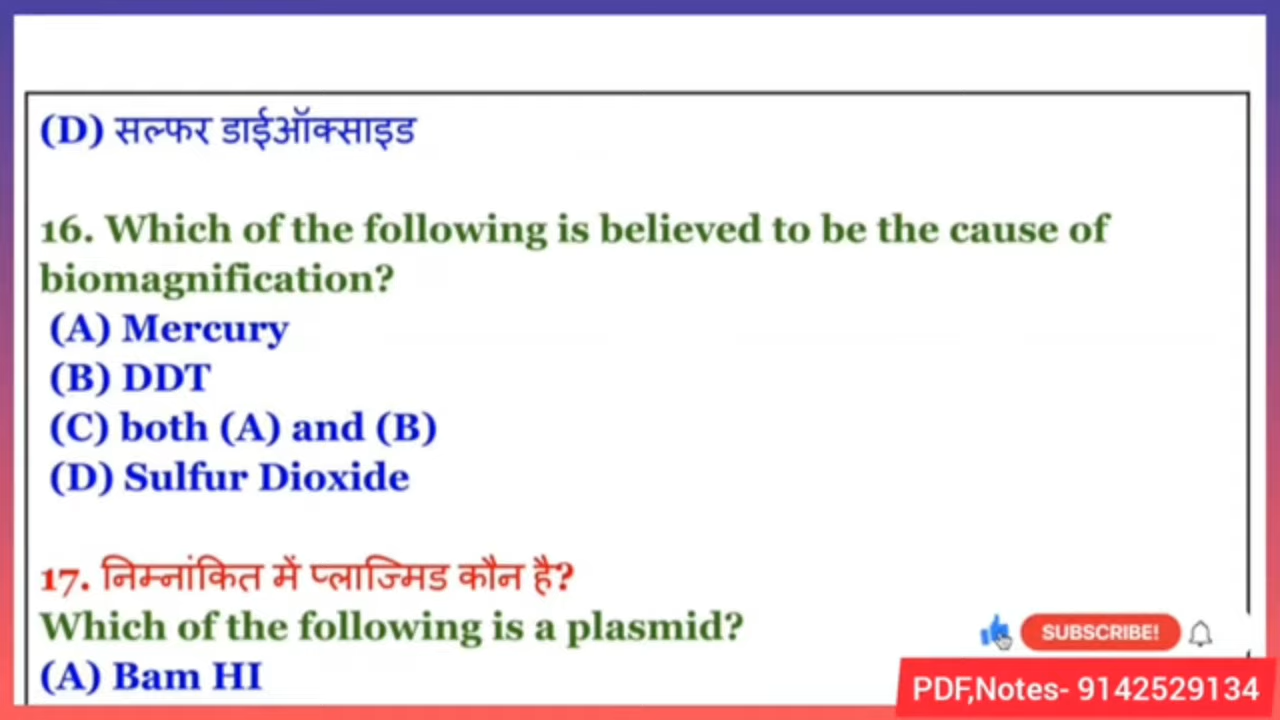 (D) सल्फर डाईऑक्साइड
16. Which of the following is believed to be the cause of
biomagnification?
(A) Mercury
(B) DDT
(C) both (A) and (B)
(D) Sulfur Dioxide
17. निम्नांकित में प्लाज्मिड कौन है?
Which of the following is a plasmid?
(A) Bam HI
SUBSCRIBE!
PDF,Notes- 9142529134